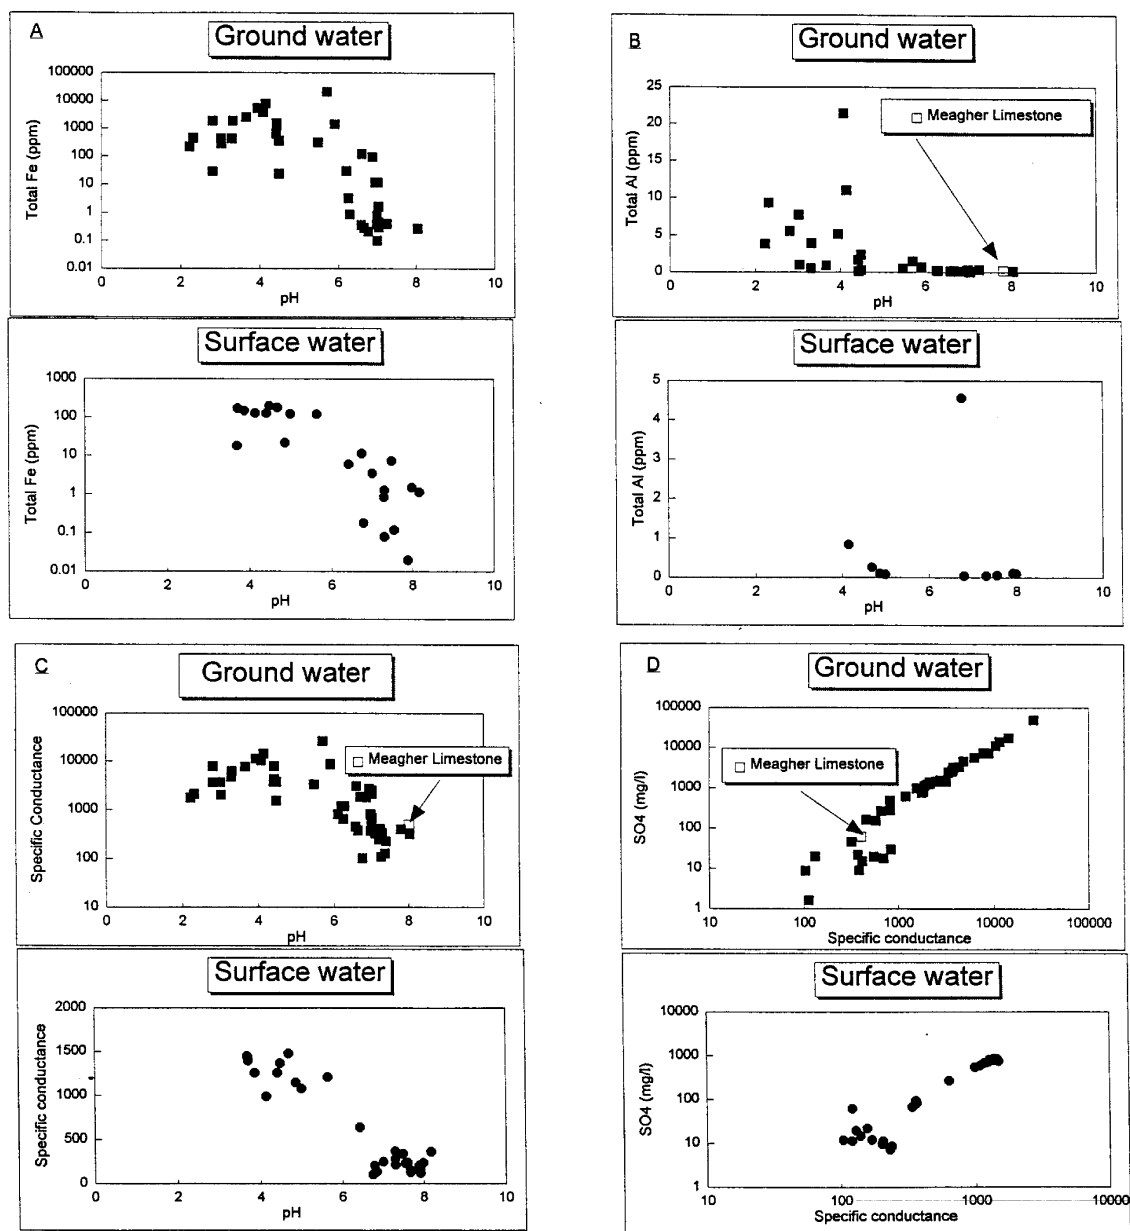 A
Ground water
Total Fe (ppm)
100000
10000
1000
100
10
1
0.1
0.01
0 2 4 6 8 10
pH
Surface water
Total Fe (ppm)
1000
100
10
1
0.1
0.01
0 2 4 6 8 10
pH
B
Ground water
Total Al (ppm)
25
20
15
10
5
0
Meagher Limestone
0 2 4 6 8 10
pH
Surface water
Total Al (ppm)
5
4
3
2
1
0
0 2 4 6 8 10
pH
C
Ground water
Specific Conductance
100000
10000
1000
100
10
Meagher Limestone
0 2 4 6 8 10
pH
Surface water
Specific conductance
2000
1500
1000
500
0
0 2 4 6 8 10
pH
D
Ground water
SO4 (mg/l)
100000
10000
1000
100
10
1
Meagher Limestone
10 100 1000 10000 100000
Specific conductance
Surface water
SO4 (mg/l)
10000
1000
100
10
1
10 100 1000 10000
Specific conductance